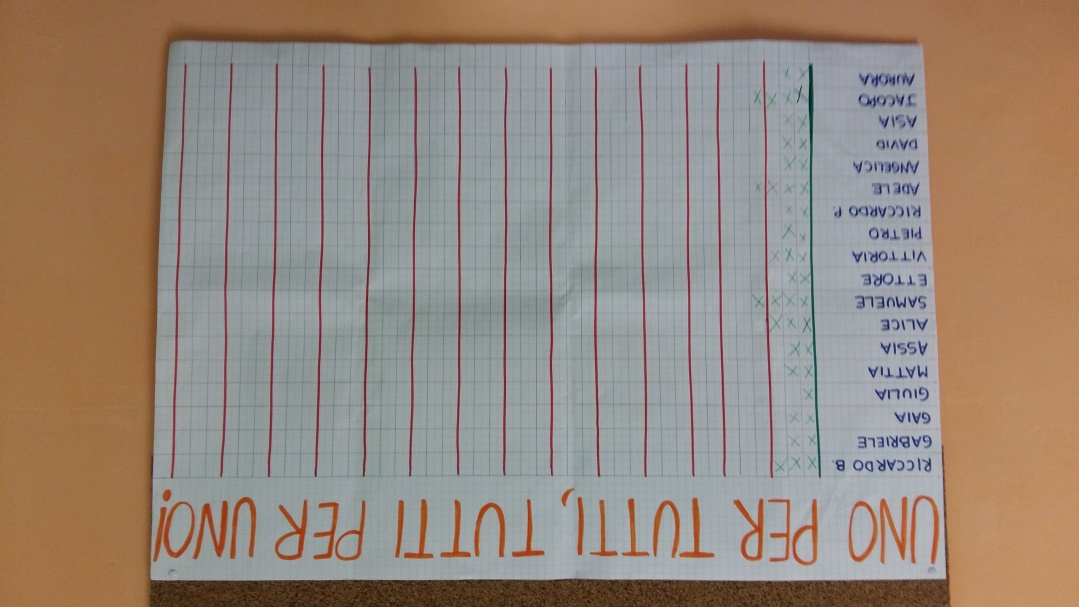 UNO PER TUTTI, TUTTI PER UNO!
RICCARDO B. X X X
GABRIELE X X
GAIA X X
GIULIA X
MATTIA X X
ASSIA X X
ALICE X X X
SAMUELE X X X X
ETTORE X X
VITTORIA X X X
PIETRO X X
RICCARDO P. X X
ADELE X X X X
ANGELICA X X
DAVID X X
ASIA X X
JACOPO X X X X
AURORA X X